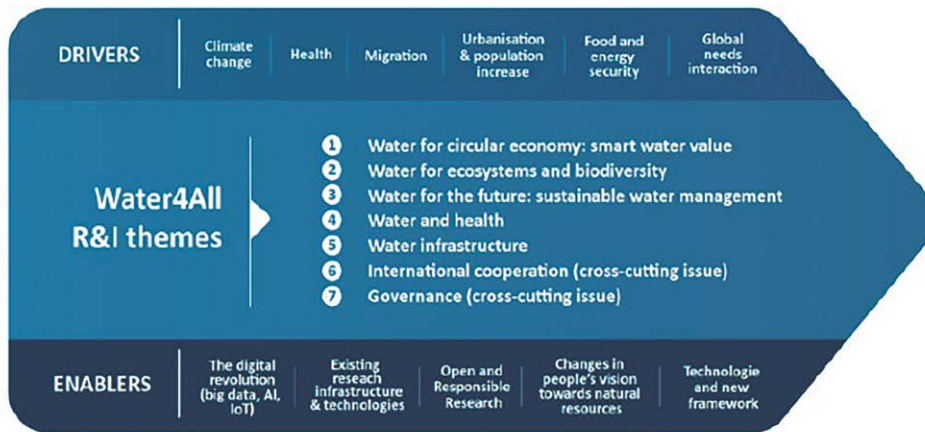 DRIVERS
Climate
change
Health
Migration
Urbanisation
& population
increase
Food and
energy
security
Global
needs
interaction
Water4All
R&I themes
1 Water for circular economy: smart water value
2 Water for ecosystems and biodiversity
3 Water for the future: sustainable water management
4 Water and health
5 Water infrastructure
6 International cooperation (cross-cutting issue)
7 Governance (cross-cutting issue)
ENABLERS
The digital
revolution
(big data, AI,
IoT)
Existing
reseach
infrastructure
& technologies
Open and
Responsible
Research
Changes in
people's vision
towards natural
resources
Technologie
and new
framework